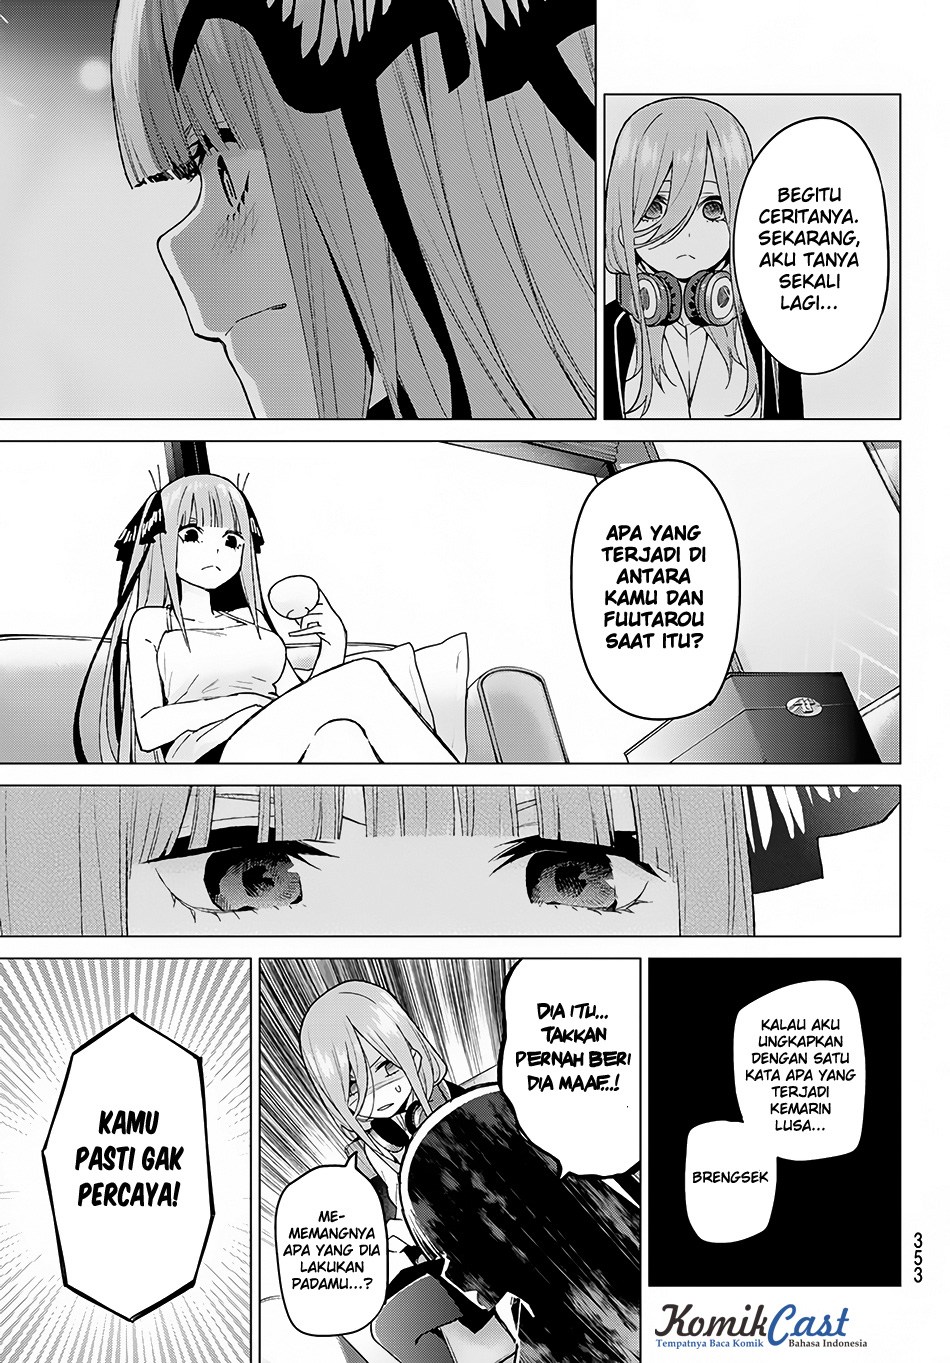 BEGITU
CERITANYA.
SEKARANG,
AKU TANYA
SEKALI
LAGI...
APA YANG
TERJADI DI
ANTARA
KAMU DAN
FUUTAROU
SAAT ITU?
KALAU AKU
UNGKAPKAN
DENGAN SATU
KATA APA YANG
TERJADI
KEMARIN
LUSA...
BRENGSEK
DIA ITU...
TAKKAN
PERNAH BERI
DIA MAAF..!
ME-
MEMANGNYA
APA YANG DIA
LAKUKAN
PADAMU...?
KAMU
PASTI GAK
PERCAYA!
353
KomikCast
Tempatnya Baca Komik Bahasa Indonesia